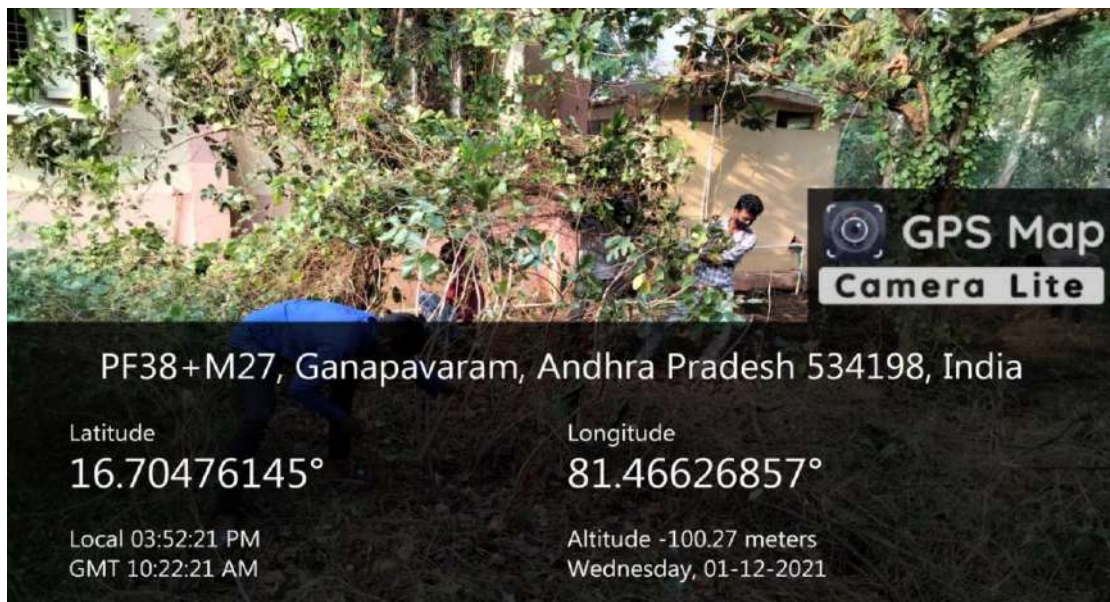 GPS Map
Camera Lite
PF38+M27, Ganapavaram, Andhra Pradesh 534198, India
Latitude
16.70476145°
Longitude
81.46626857°
Local 03:52:21 PM
GMT 10:22:21 AM
Altitude -100.27 meters
Wednesday, 01-12-2021